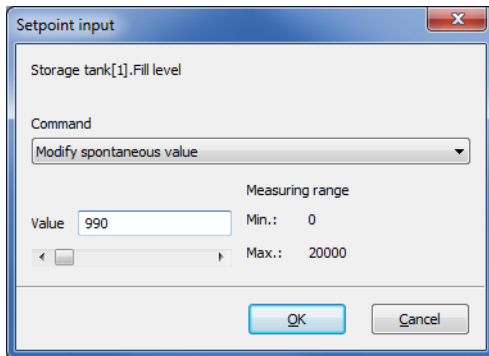 Setpoint input
Storage tank[1].Fill level
Command
Modify spontaneous value
Measuring range
Value 990 Min.: 0
Max.: 20000
OK Cancel